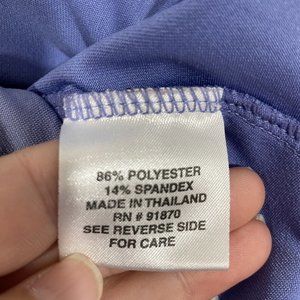 86% POLYESTER
14% SPANDEX
MADE IN THAILAND
RN # 91870
SEE REVERSE SIDE
FOR CARE